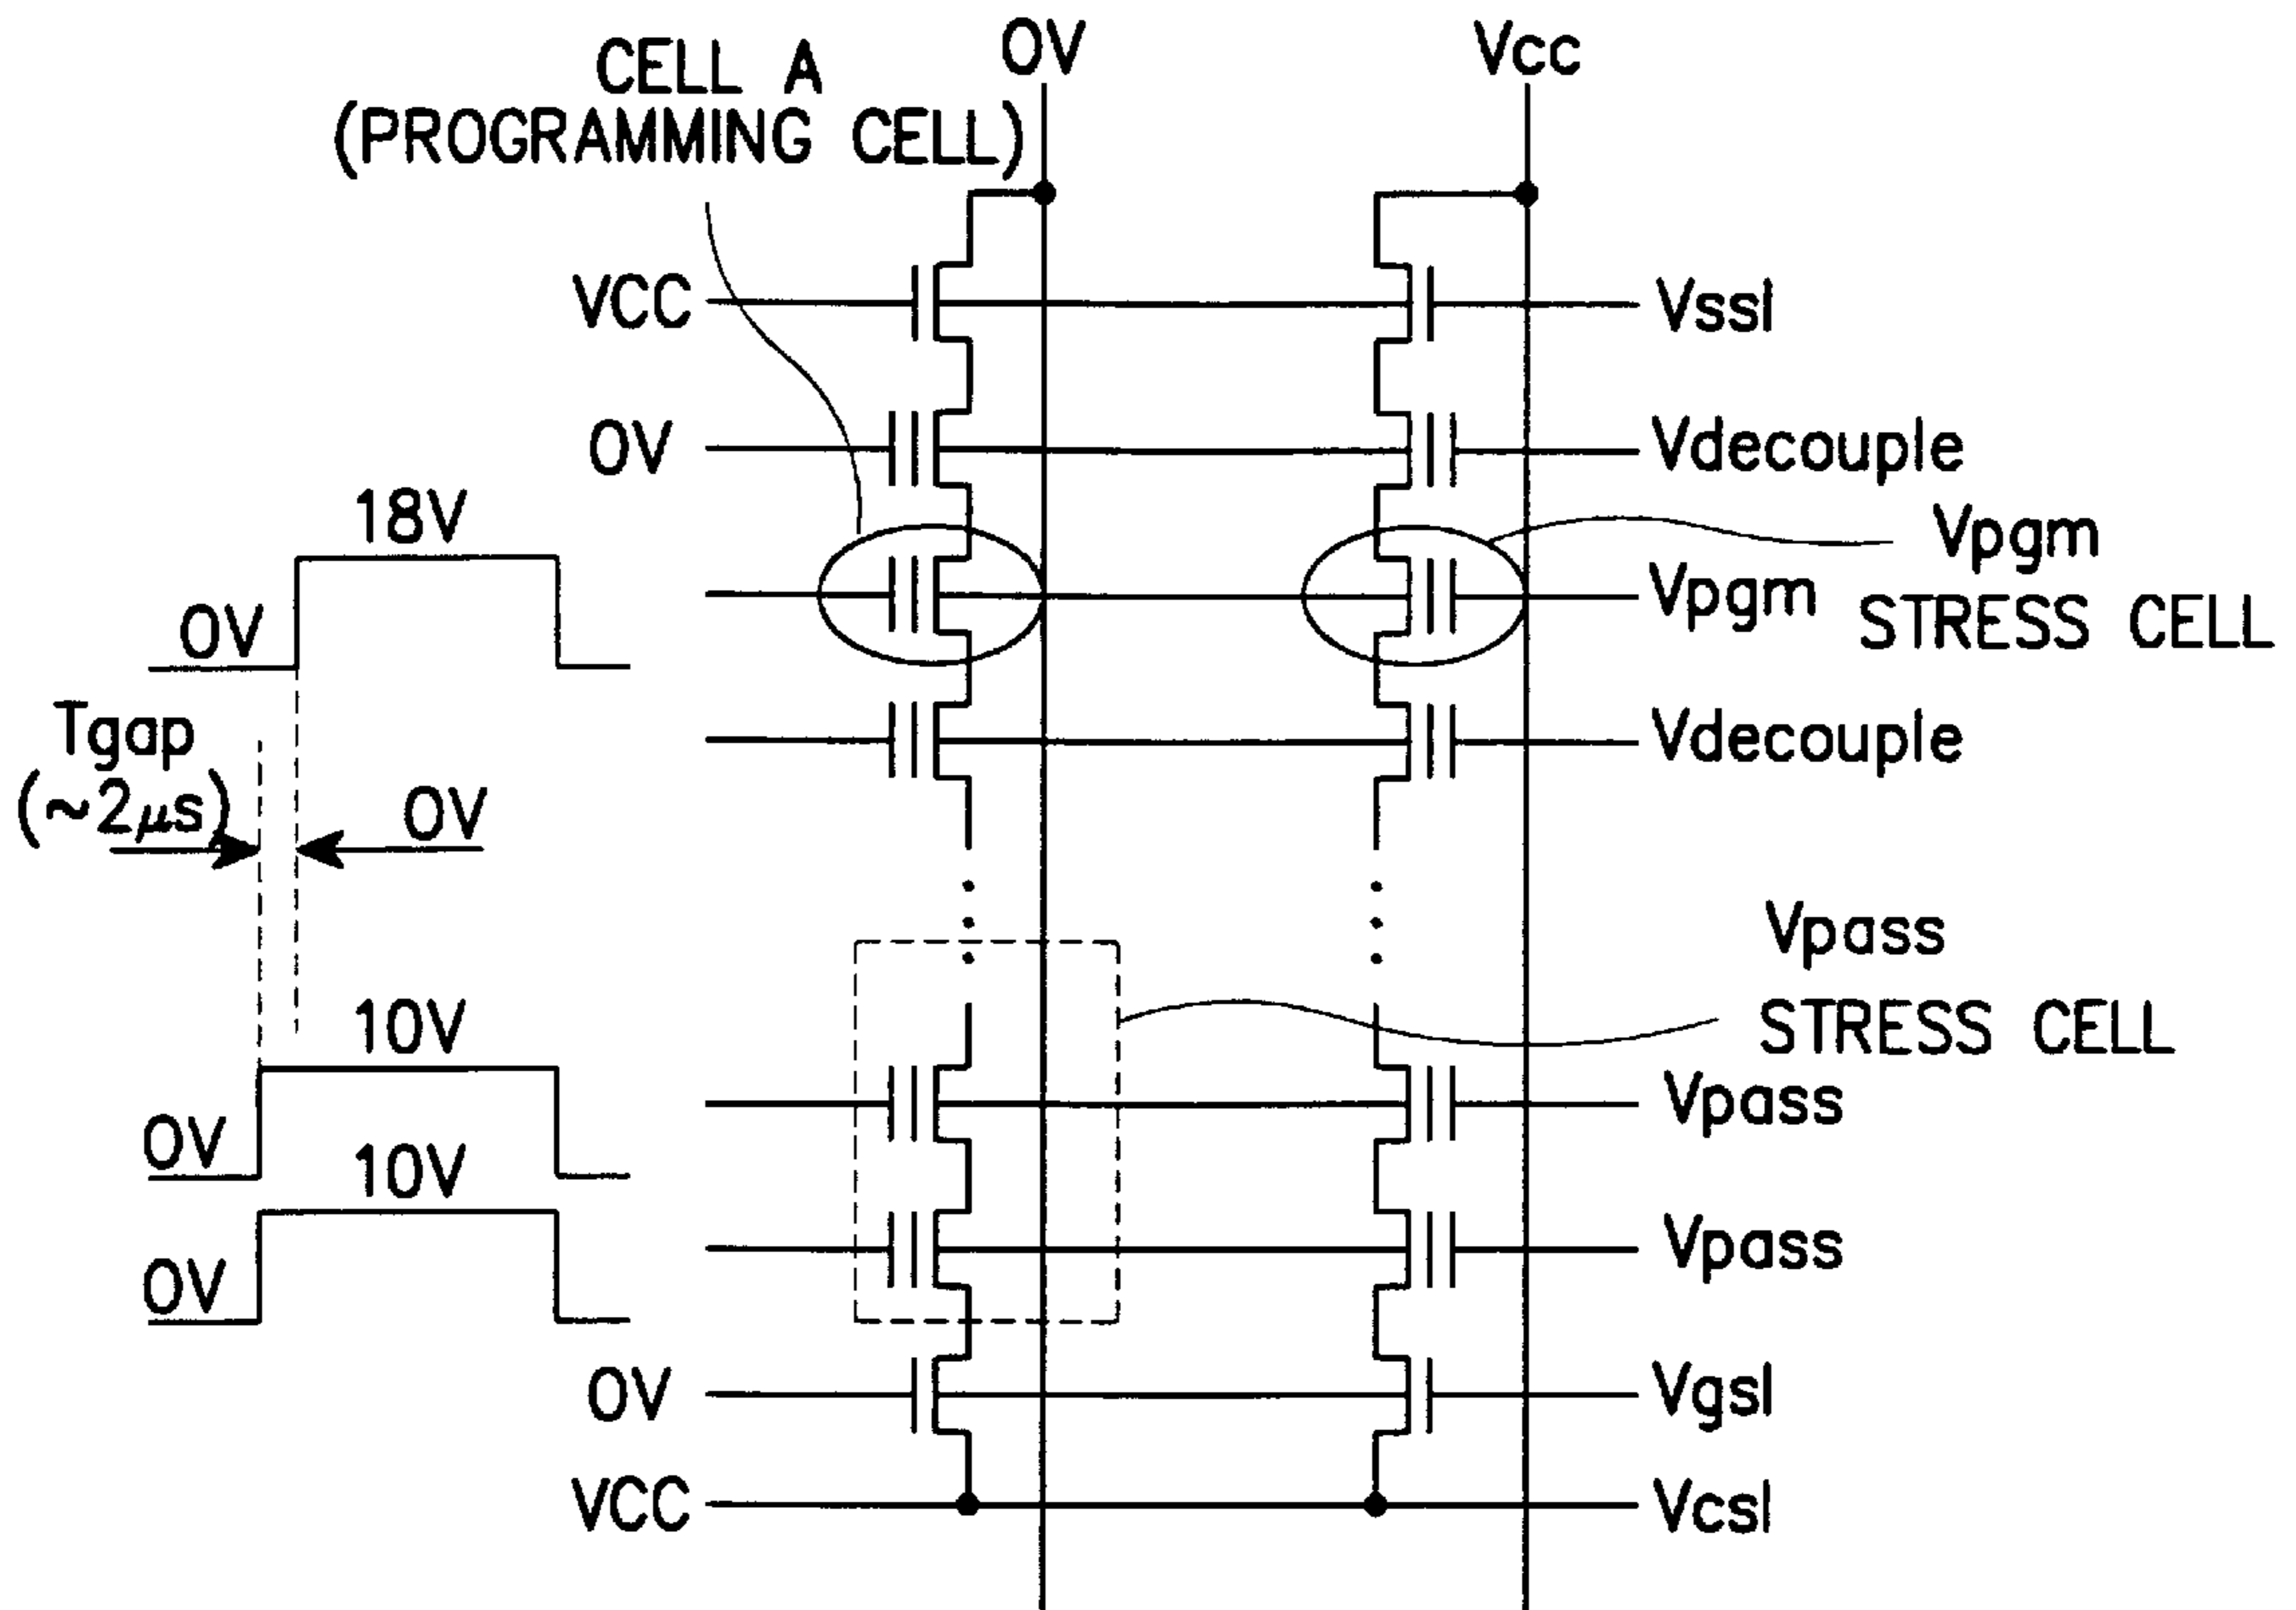 CELL A
(PROGRAMMING CELL)
0V
Vcc
VCC
Vssl
0V
Vdecouple
18V
0V
Vpgm
Vpgm
STRESS CELL
Tgap
(~2μs)
0V
Vdecouple
Vpass
STRESS CELL
10V
0V
Vpass
10V
0V
Vpass
0V
Vgsl
VCC
Vcsl